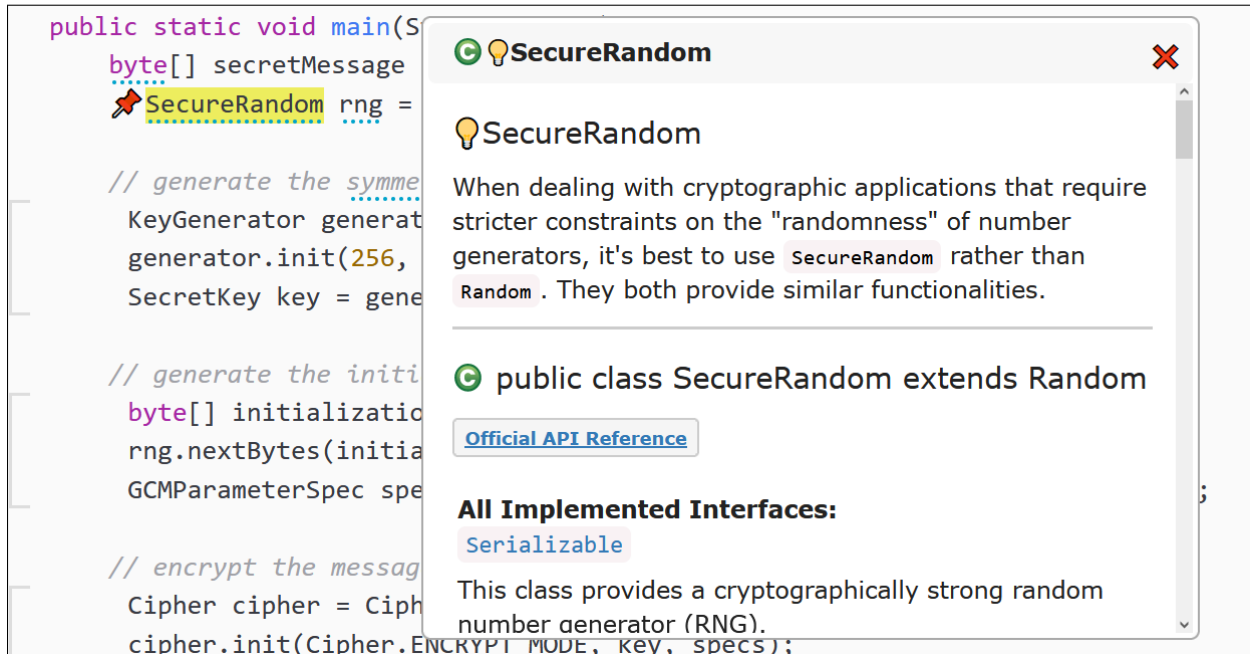 public static void main(S
byte[] secretMessage
SecureRandom rng =
// generate the symme
KeyGenerator generat
generator.init(256,
SecretKey key = gene
// generate the initi
byte[] initializatio
rng.nextBytes(initia
GCMParameterSpec spe ;
// encrypt the messag
Cipher cipher = Ciph
cipher.init(Cipher.ENCRYPT_MODE, key, specs);
SecureRandom
SecureRandom
When dealing with cryptographic applications that require
stricter constraints on the "randomness" of number
generators, it's best to use SecureRandom rather than
Random. They both provide similar functionalities.
C public class SecureRandom extends Random
Official API Reference
All Implemented Interfaces:
Serializable
This class provides a cryptographically strong random
number generator (RNG).